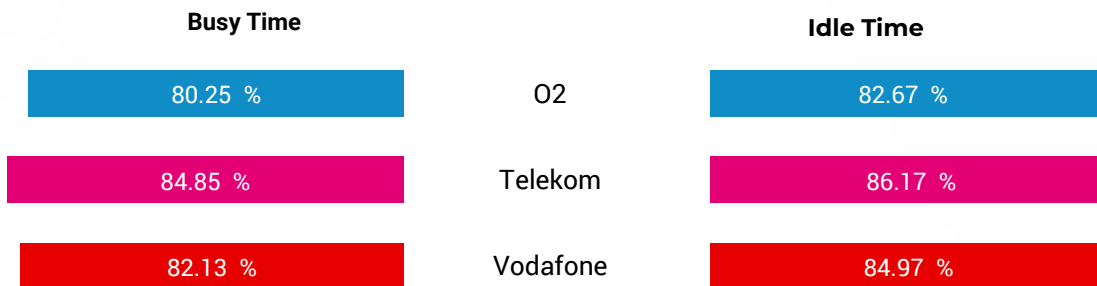 Busy Time
Idle Time
80.25 %
O2
82.67 %
84.85 %
Telekom
86.17 %
82.13 %
Vodafone
84.97 %